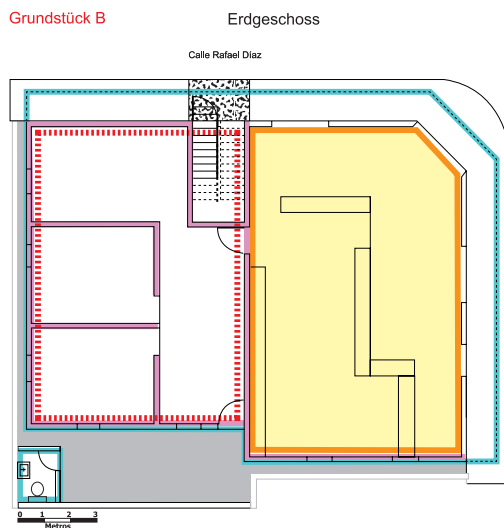 Grundstück B
Erdgeschoss
Calle Rafael Díaz
0 1 2 3
Metros